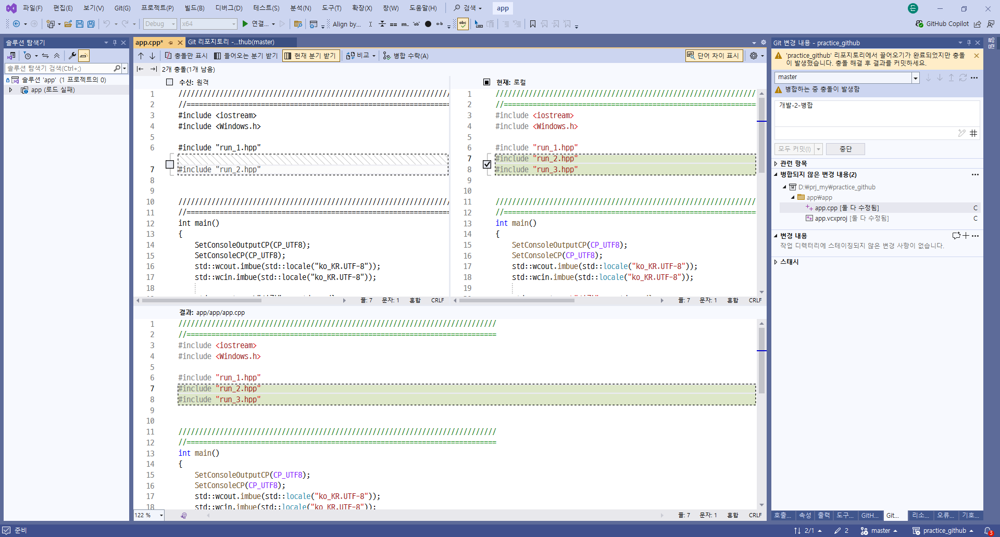 파일(F) 편집(E) 보기(V) Git(G) 프로젝트(P) 빌드(B) 디버그(D) 테스트(S) 분석(N) 도구(T) 확장(X) 창(W) 도움말(H) 검색 app
Debug x64 연결... Align by... GitHub Copilot
솔루션 탐색기
솔루션 탐색기 검색(Ctrl+;)
솔루션 'app' (1 프로젝트의 0)
app (로드 실패)
app.cpp* Git 리포지토리 -...thub(master)
충돌만 표시 들어오는 분기 받기 현재 분기 받기 비교 병합 수락(A) 단어 차이 표시
2개 충돌(1개 남음)
수신: 원격
1 //////////////////////////////////////////////////////////////////
2 //================================================================
3 #include <iostream>
4 #include <Windows.h>
5
6 #include "run_1.hpp"
7 #include "run_2.hpp"
8
9
10 //////////////////////////////////////////////////////////////////
11 //================================================================
12 int main()
13 {
14 SetConsoleOutputCP(CP_UTF8);
15 SetConsoleCP(CP_UTF8);
16 std::wcout.imbue(std::locale("ko_KR.UTF-8"));
17 std::wcin.imbue(std::locale("ko_KR.UTF-8"));
18
줄: 7 문자: 1 혼합 CRLF
현재: 로컬
1 ///////////////////////////////////////////////////////////////
2 //=============================================================
3 #include <iostream>
4 #include <Windows.h>
5
6 #include "run_1.hpp"
7 #include "run_2.hpp"
8 #include "run_3.hpp"
9
10
11 ///////////////////////////////////////////////////////////////
12 //=============================================================
13 int main()
14 {
15 SetConsoleOutputCP(CP_UTF8);
16 SetConsoleCP(CP_UTF8);
17 std::wcout.imbue(std::locale("ko_KR.UTF-8"));
18 std::wcin.imbue(std::locale("ko_KR.UTF-8"));
19
줄: 7 문자: 1 혼합 CRLF
결과: app/app/app.cpp
1 /////////////////////////////////////////////////////////////////////////////
2 //===========================================================================
3 #include <iostream>
4 #include <Windows.h>
5
6 #include "run_1.hpp"
7 #include "run_2.hpp"
8 #include "run_3.hpp"
9
10
11 /////////////////////////////////////////////////////////////////////////////
12 //===========================================================================
13 int main()
14 {
15 SetConsoleOutputCP(CP_UTF8);
16 SetConsoleCP(CP_UTF8);
17 std::wcout.imbue(std::locale("ko_KR.UTF-8"));
18 std::wcin.imbue(std::locale("ko_KR.UTF-8"));
122 % 줄: 7 문자: 1 혼합 CRLF
Git 변경 내용 - practice_github
'practice_github' 리포지토리에서 끌어오기가 완료되었지만 충돌
이 발생했습니다. 충돌 해결 후 결과를 커밋하세요.
master
병합하는 중 충돌이 발생함
개발-2-병합
모두 커밋(I) 중단
관련 항목
병합되지 않은 변경 내용(2)
D:₩prj_my₩practice_github
app₩app
app.cpp [둘 다 수정됨] C
app.vcxproj [둘 다 수정됨] C
변경 내용
작업 디렉터리에 스테이징되지 않은 변경 사항이 없습니다.
스태시
호출... 속성 출력 도구... GitH... Git... 리소... 오류... 기호...
준비 2/1 2 master practice_github 3